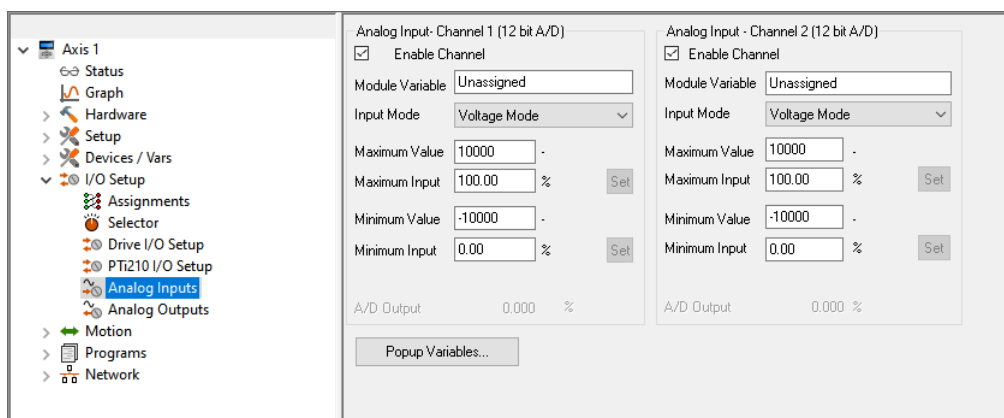 Axis 1
Status
Graph
Hardware
Setup
Devices / Vars
I/O Setup
Assignments
Selector
Drive I/O Setup
PTi210 I/O Setup
Analog Inputs
Analog Outputs
Motion
Programs
Network
Analog Input- Channel 1 (12 bit A/D)
Enable Channel
Module Variable Unassigned
Input Mode Voltage Mode
Maximum Value 10000 -
Maximum Input 100.00 % Set
Minimum Value -10000 -
Minimum Input 0.00 % Set
A/D Output 0.000 %
Analog Input - Channel 2 (12 bit A/D)
Enable Channel
Module Variable Unassigned
Input Mode Voltage Mode
Maximum Value 10000 -
Maximum Input 100.00 % Set
Minimum Value -10000 -
Minimum Input 0.00 % Set
A/D Output 0.000 %
Popup Variables...